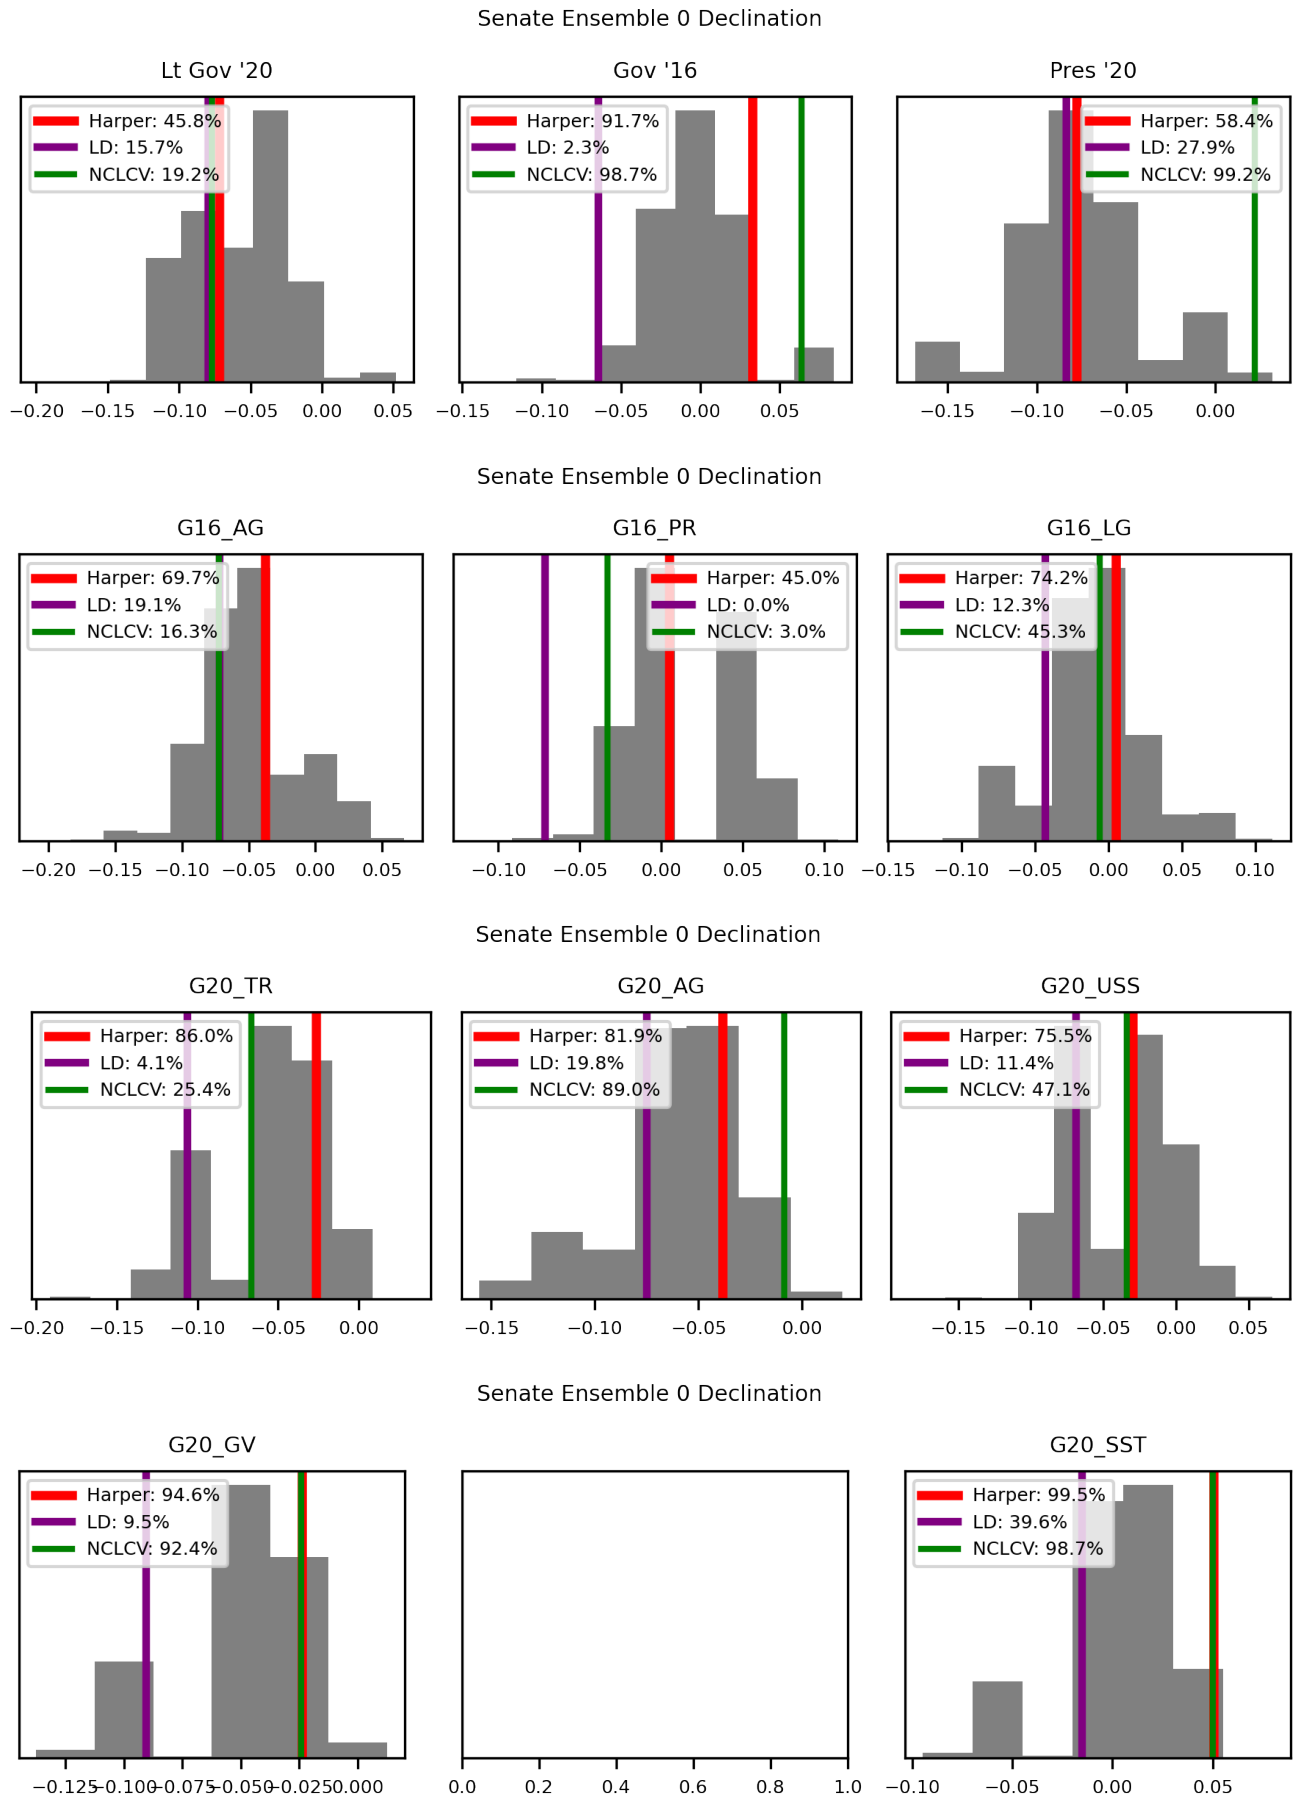 Senate Ensemble 0 Declination
Lt Gov '20
Gov '16
Pres '20
Harper: 45.8%
LD: 15.7%
NCLCV: 19.2%
Harper: 91.7%
LD: 2.3%
NCLCV: 98.7%
Harper: 58.4%
LD: 27.9%
NCLCV: 99.2%
−0.20 −0.15 −0.10 −0.05 0.00 0.05
−0.15 −0.10 −0.05 0.00 0.05
−0.15 −0.10 −0.05 0.00
Senate Ensemble 0 Declination
G16_AG
G16_PR
G16_LG
Harper: 69.7%
LD: 19.1%
NCLCV: 16.3%
Harper: 45.0%
LD: 0.0%
NCLCV: 3.0%
Harper: 74.2%
LD: 12.3%
NCLCV: 45.3%
−0.20 −0.15 −0.10 −0.05 0.00 0.05
−0.10 −0.05 0.00 0.05 0.10
−0.15 −0.10 −0.05 0.00 0.05 0.10
Senate Ensemble 0 Declination
G20_TR
G20_AG
G20_USS
Harper: 86.0%
LD: 4.1%
NCLCV: 25.4%
Harper: 81.9%
LD: 19.8%
NCLCV: 89.0%
Harper: 75.5%
LD: 11.4%
NCLCV: 47.1%
−0.20 −0.15 −0.10 −0.05 0.00
−0.15 −0.10 −0.05 0.00
−0.15 −0.10 −0.05 0.00 0.05
Senate Ensemble 0 Declination
G20_GV
G20_SST
Harper: 94.6%
LD: 9.5%
NCLCV: 92.4%
Harper: 99.5%
LD: 39.6%
NCLCV: 98.7%
−0.125 −0.100 −0.075 −0.050 −0.025 0.000
0.0 0.2 0.4 0.6 0.8 1.0
−0.10 −0.05 0.00 0.05